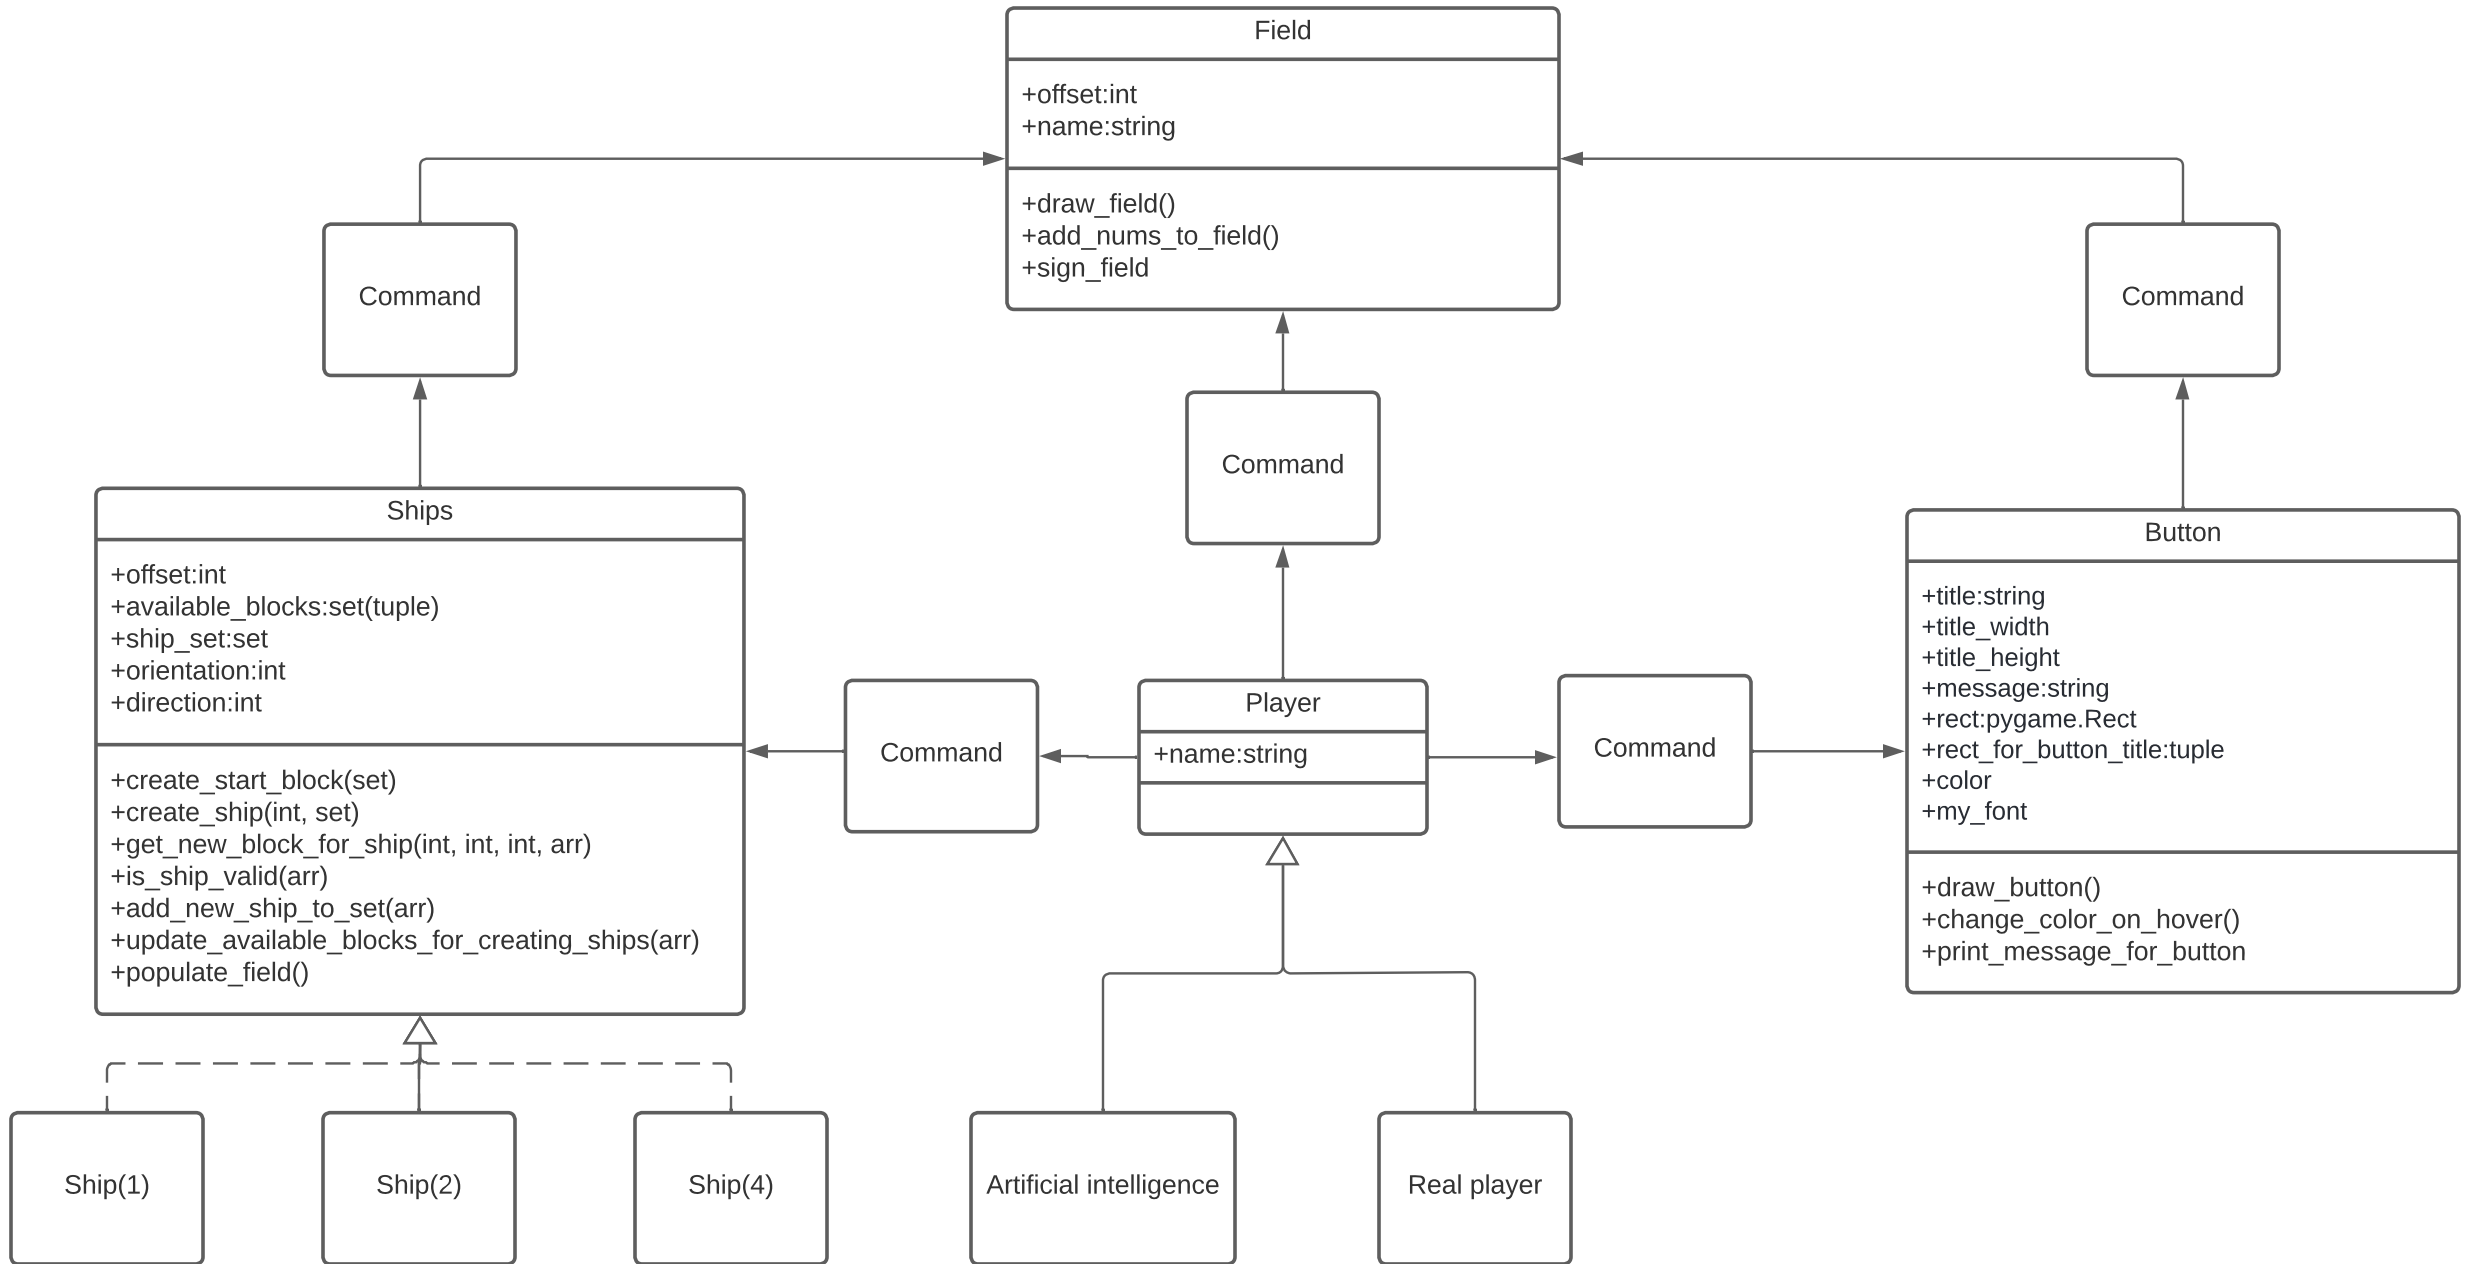 Field
+offset:int
+name:string
+draw_field()
+add_nums_to_field()
+sign_field
Command
Command
Command
Ships
+offset:int
+available_blocks:set(tuple)
+ship_set:set
+orientation:int
+direction:int
+create_start_block(set)
+create_ship(int, set)
+get_new_block_for_ship(int, int, int, arr)
+is_ship_valid(arr)
+add_new_ship_to_set(arr)
+update_available_blocks_for_creating_ships(arr)
+populate_field()
Command
Player
+name:string
Command
Button
+title:string
+title_width
+title_height
+message:string
+rect:pygame.Rect
+rect_for_button_title:tuple
+color
+my_font
+draw_button()
+change_color_on_hover()
+print_message_for_button
Ship(1)
Ship(2)
Ship(4)
Artificial intelligence
Real player